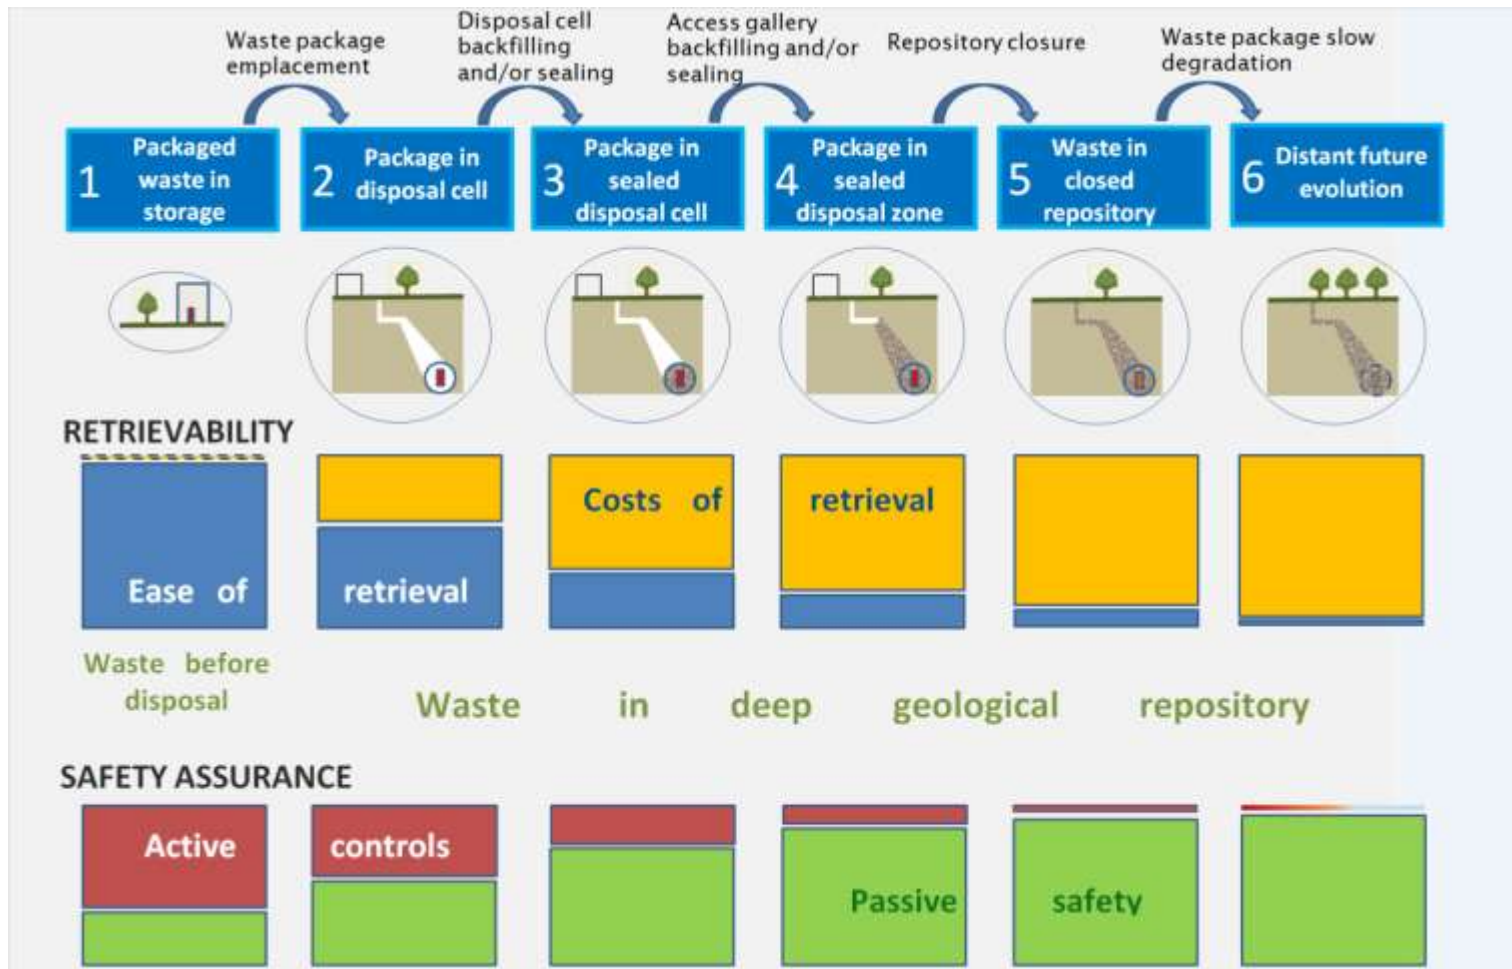 Waste package
emplacement
Disposal cell
backfilling
and/or sealing
Access gallery
backfilling and/or
sealing
Repository closure
Waste package slow
degradation
1 Packaged
waste in
storage
2 Package in
disposal cell
3 Package in
sealed
disposal cell
4 Package in
sealed
disposal zone
5 Waste in
closed
repository
6 Distant future
evolution
RETRIEVABILITY
Costs of retrieval
Ease of retrieval
Waste before
disposal
Waste in deep geological repository
SAFETY ASSURANCE
Active controls
Passive safety